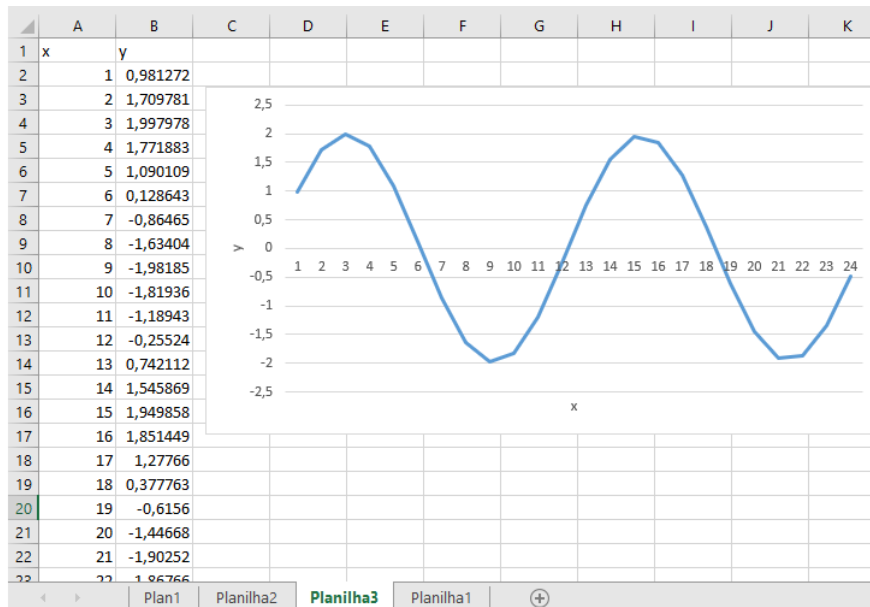 A B C D E F G H I J K
1 x y
2 1 0,981272
3 2 1,709781
4 3 1,997978
5 4 1,771883
6 5 1,090109
7 6 0,128643
8 7 -0,86465
9 8 -1,63404
10 9 -1,98185
11 10 -1,81936
12 11 -1,18943
13 12 -0,25524
14 13 0,742112
15 14 1,545869
16 15 1,949858
17 16 1,851449
18 17 1,27766
19 18 0,377763
20 19 -0,6156
21 20 -1,44668
22 21 -1,90252
23 22 -1,86766
2,5
2
1,5
1
0,5
0
-0,5
-1
-1,5
-2
-2,5
y
1 2 3 4 5 6 7 8 9 10 11 12 13 14 15 16 17 18 19 20 21 22 23 24
x
Plan1 Planilha2 Planilha3 Planilha1